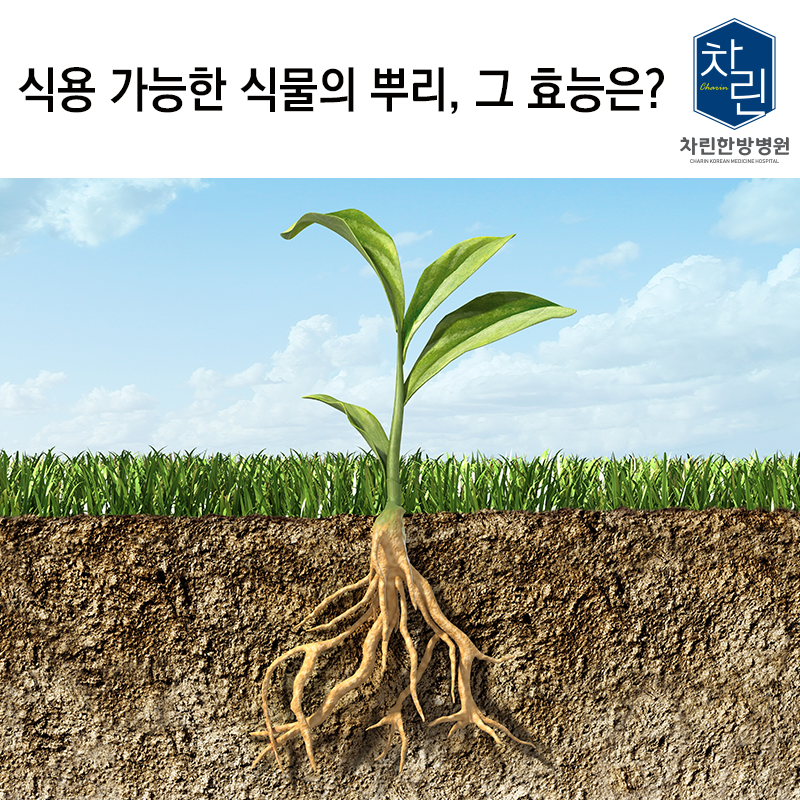 식용 가능한 식물의 뿌리, 그 효능은?
차린
Charin
차린한방병원
CHARIN KOREAN MEDICINE HOSPITAL